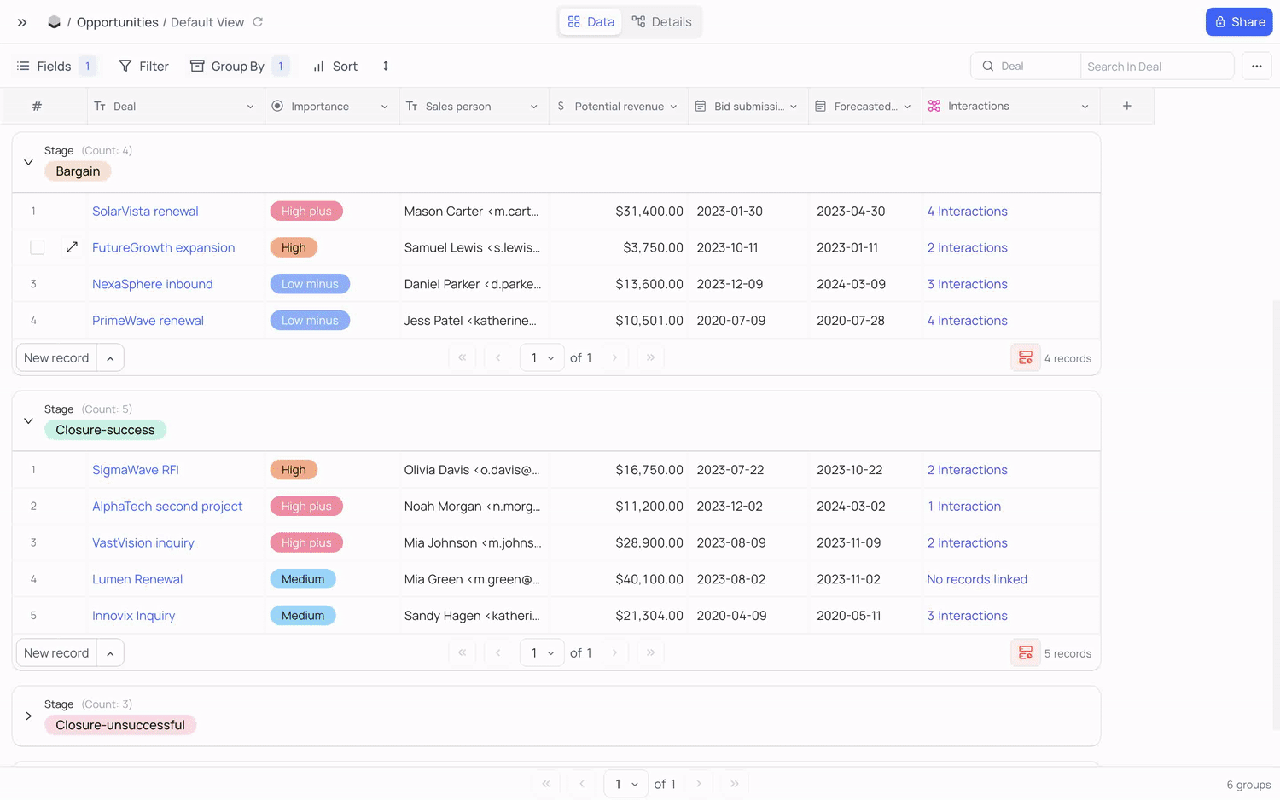 / Opportunities / Default View
Data
Details
Share
Fields 1
Filter
Group By 1
Sort
Deal
Search In Deal
# Deal Importance Sales person Potential revenue Bid submissi... Forecasted... Interactions
Stage (Count: 4)
Bargain
1 SolarVista renewal High plus Mason Carter <m.cart... $31,400.00 2023-01-30 2023-04-30 4 Interactions
FutureGrowth expansion High Samuel Lewis <s.lewis... $3,750.00 2023-10-11 2023-01-11 2 Interactions
3 NexaSphere Inbound Low minus Daniel Parker <d.parke... $13,600.00 2023-12-09 2024-03-09 3 Interactions
4 PrimeWave renewal Low minus Jess Patel <katherine... $10,501.00 2020-07-09 2020-07-28 4 Interactions
New record 1 of 1 4 records
Stage (Count: 5)
Closure-success
1 SigmaWave RFI High Olivia Davis <o.davis@... $16,750.00 2023-07-22 2023-10-22 2 Interactions
2 AlphaTech second project High plus Noah Morgan <n.morg... $11,200.00 2023-12-02 2024-03-02 1 Interaction
3 VastVision inquiry High plus Mia Johnson <m.johns... $28,900.00 2023-08-09 2023-11-09 2 Interactions
4 Lumen Renewal Medium Mia Green <m.green@... $40,100.00 2023-08-02 2023-11-02 No records linked
5 Innovix Inquiry Medium Sandy Hagen <katheri... $21,304.00 2020-04-09 2020-05-11 3 Interactions
New record 1 of 1 5 records
Stage (Count: 3)
Closure-unsuccessful
1 of 1
6 groups